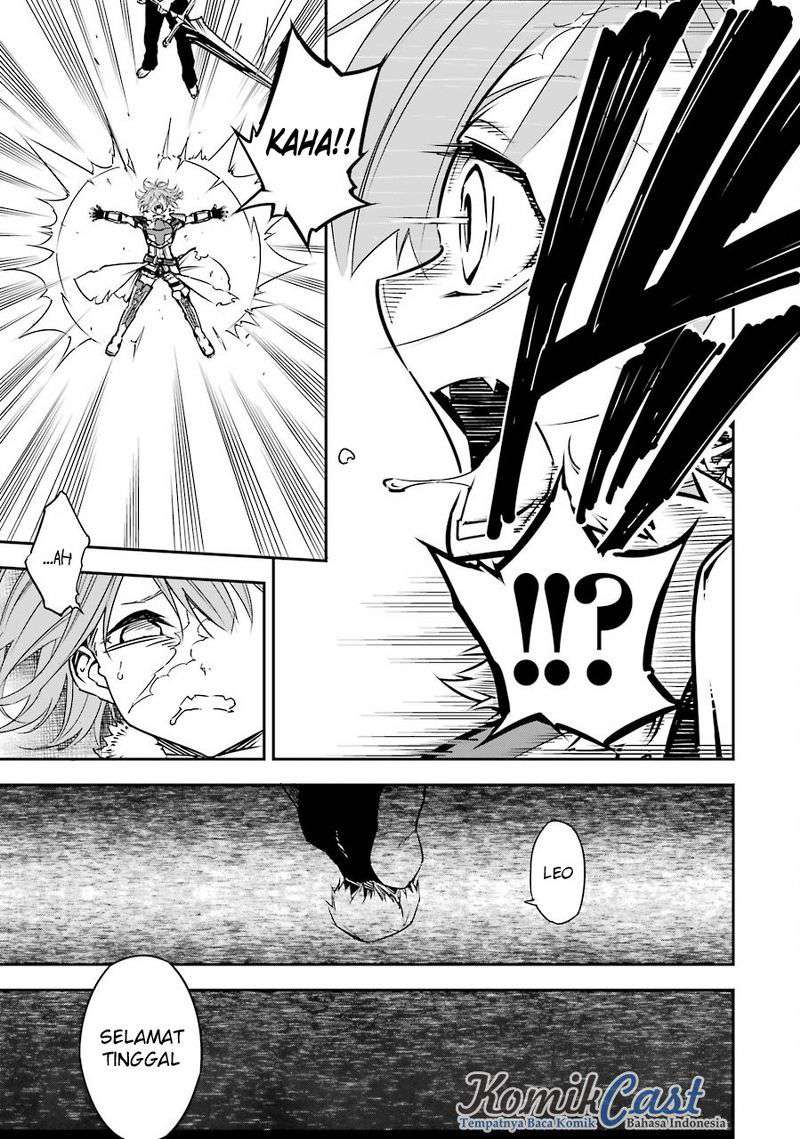 !!?
KAHA!!
...AH
LEO
SELAMAT
TINGGAL
KomikCast
Tempatnya Baca Komik Bahasa Indonesia